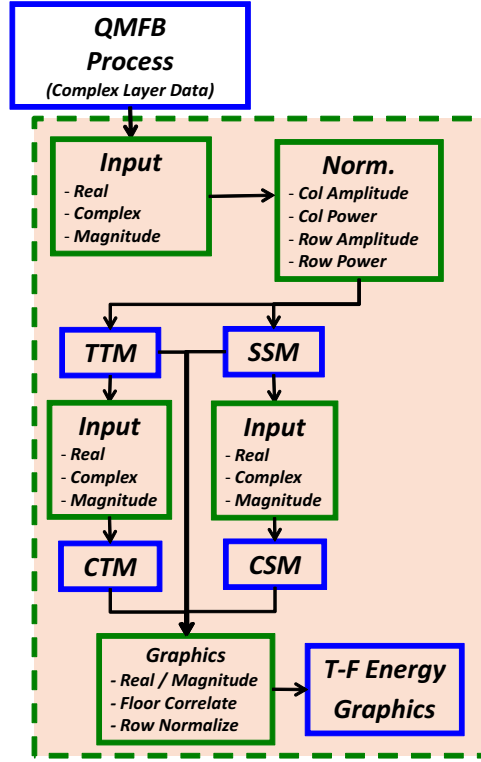 QMFB
Process
(Complex Layer Data)
Input
- Real
- Complex
- Magnitude
Norm.
- Col Amplitude
- Col Power
- Row Amplitude
- Row Power
TTM
SSM
Input
- Real
- Complex
- Magnitude
Input
- Real
- Complex
- Magnitude
CTM
CSM
Graphics
- Real / Magnitude
- Floor Correlate
- Row Normalize
T-F Energy
Graphics